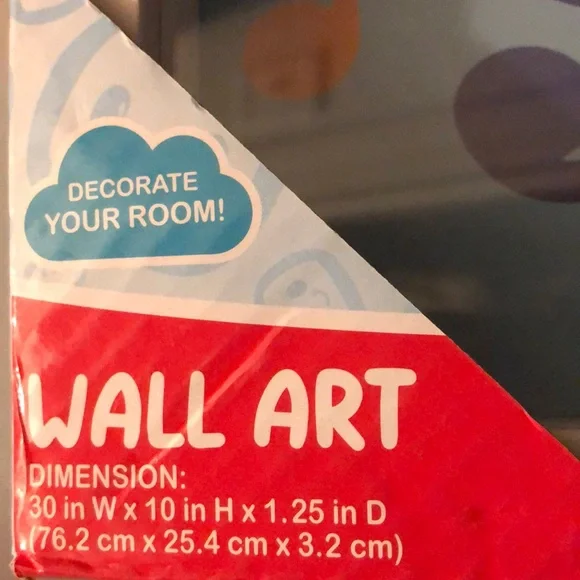 DECORATE
YOUR ROOM!
WALL ART
DIMENSION:
30 in W x 10 in H x 1.25 in D
(76.2 cm x 25.4 cm x 3.2 cm)